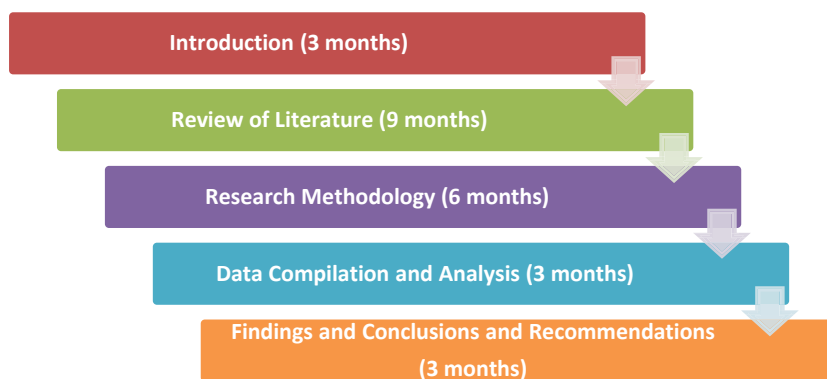 Introduction (3 months)
Review of Literature (9 months)
Research Methodology (6 months)
Data Compilation and Analysis (3 months)
Findings and Conclusions and Recommendations
(3 months)